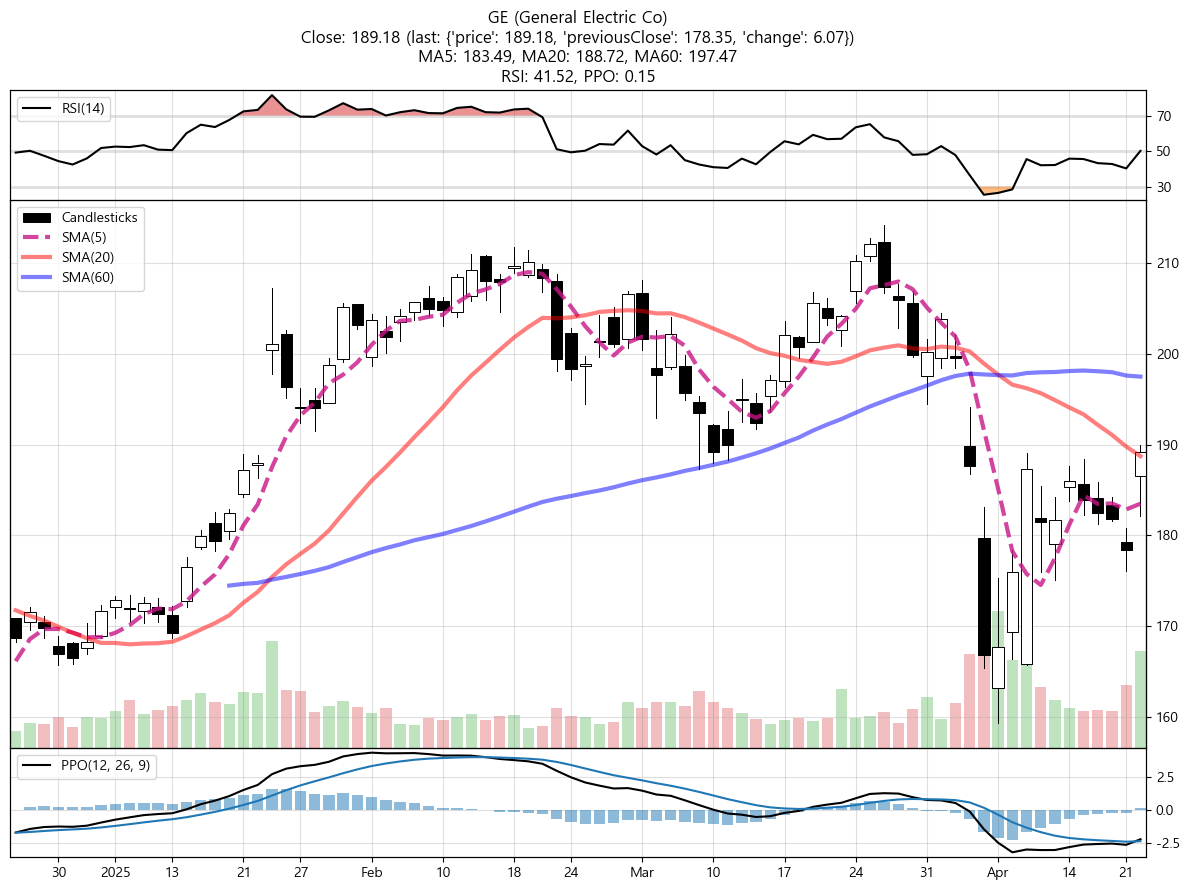 GE (General Electric Co)
Close: 189.18 (last: {'price': 189.18, 'previousClose': 178.35, 'change': 6.07})
MA5: 183.49, MA20: 188.72, MA60: 197.47
RSI: 41.52, PPO: 0.15
RSI(14)
70
50
30
Candlesticks
SMA(5)
SMA(20)
SMA(60)
210
200
190
180
170
160
PPO(12, 26, 9)
2.5
0.0
−2.5
30 2025 13 21 27 Feb 10 18 24 Mar 10 17 24 31 Apr 14 21